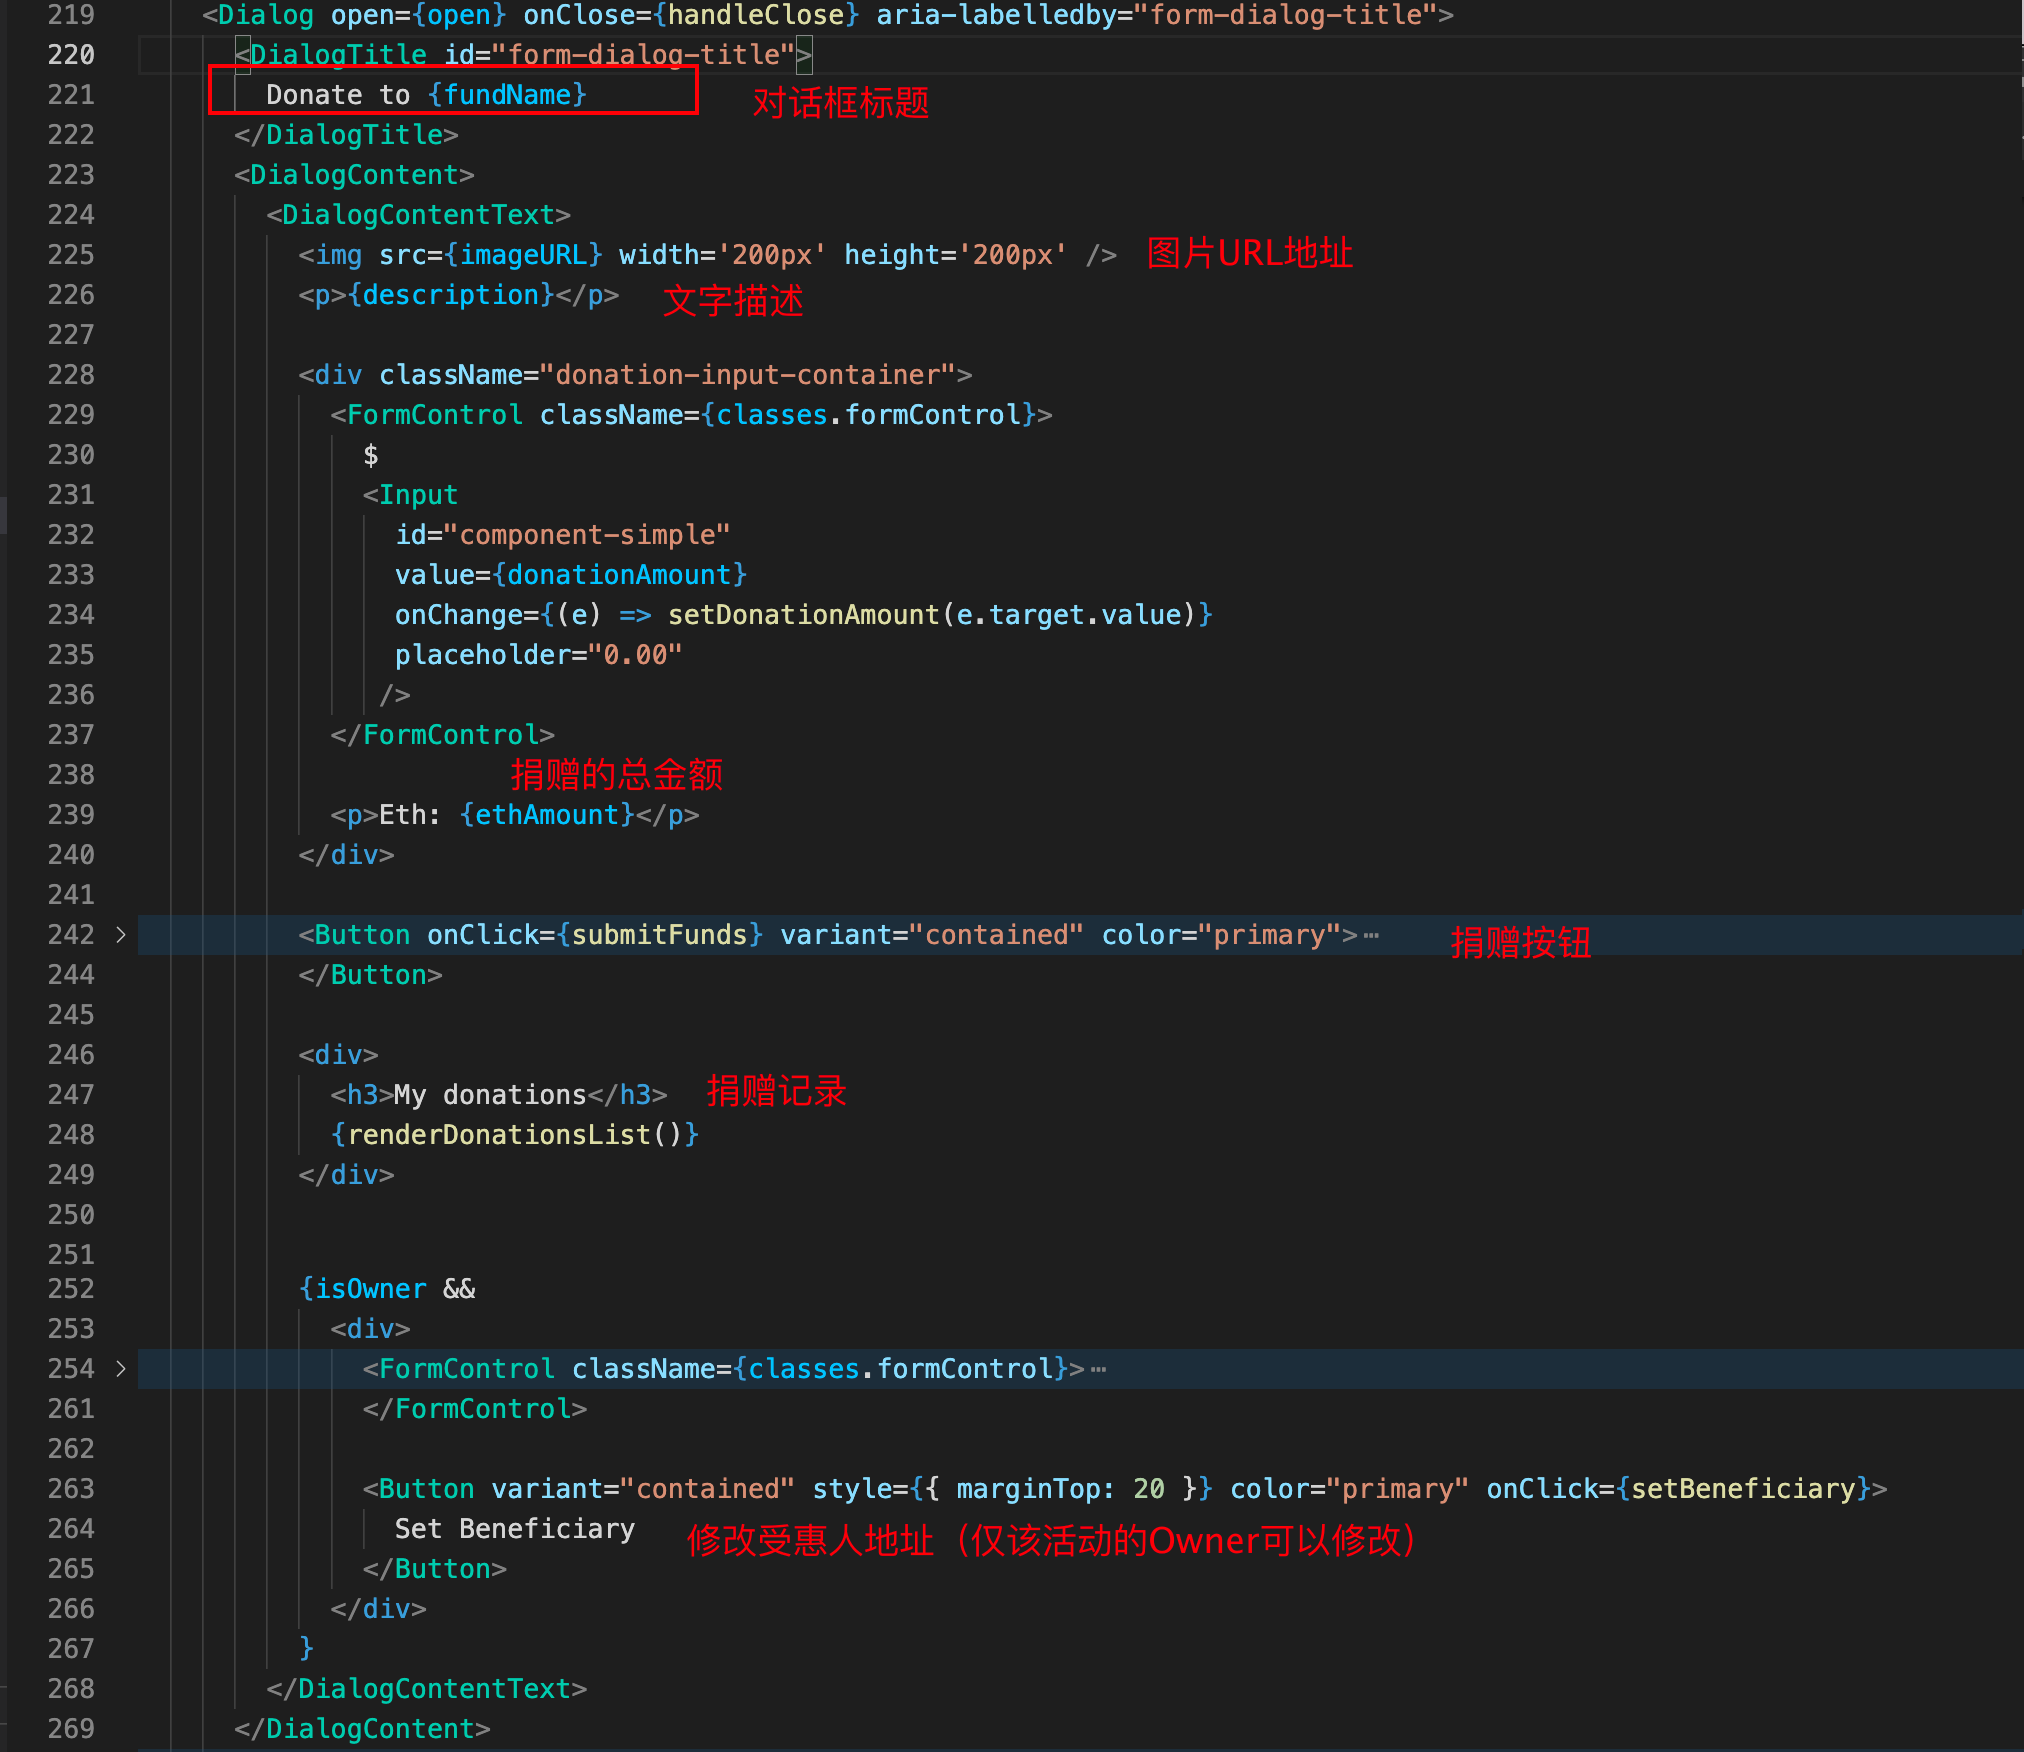 219 <Dialog open={open} onClose={handleClose} aria-labelledby="form-dialog-title">
220 <DialogTitle id="form-dialog-title">
221 Donate to {fundName} 对话框标题
222 </DialogTitle>
223 <DialogContent>
224 <DialogContentText>
225 <img src={imageURL} width='200px' height='200px' /> 图片URL地址
226 <p>{description}</p> 文字描述
227
228 <div className="donation-input-container">
229 <FormControl className={classes.formControl}>
230 $
231 <Input
232 id="component-simple"
233 value={donationAmount}
234 onChange={(e) => setDonationAmount(e.target.value)}
235 placeholder="0.00"
236 />
237 </FormControl>
238 捐赠的总金额
239 <p>Eth: {ethAmount}</p>
240 </div>
241
242 <Button onClick={submitFunds} variant="contained" color="primary">⋯ 捐赠按钮
244 </Button>
245
246 <div>
247 <h3>My donations</h3> 捐赠记录
248 {renderDonationsList()}
249 </div>
250
251
252 {isOwner &&
253 <div>
254 <FormControl className={classes.formControl}>⋯
261 </FormControl>
262
263 <Button variant="contained" style={{ marginTop: 20 }} color="primary" onClick={setBeneficiary}>
264 Set Beneficiary 修改受惠人地址（仅该活动的Owner可以修改）
265 </Button>
266 </div>
267 }
268 </DialogContentText>
269 </DialogContent>